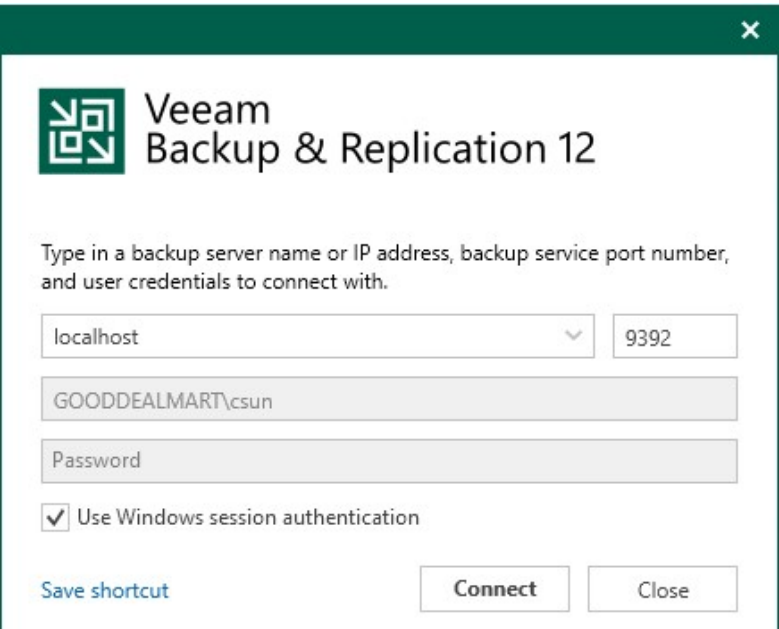 Veeam
Backup & Replication 12
Type in a backup server name or IP address, backup service port number,
and user credentials to connect with.
localhost
9392
GOODDEALMART\csun
Password
Use Windows session authentication
Save shortcut
Connect
Close